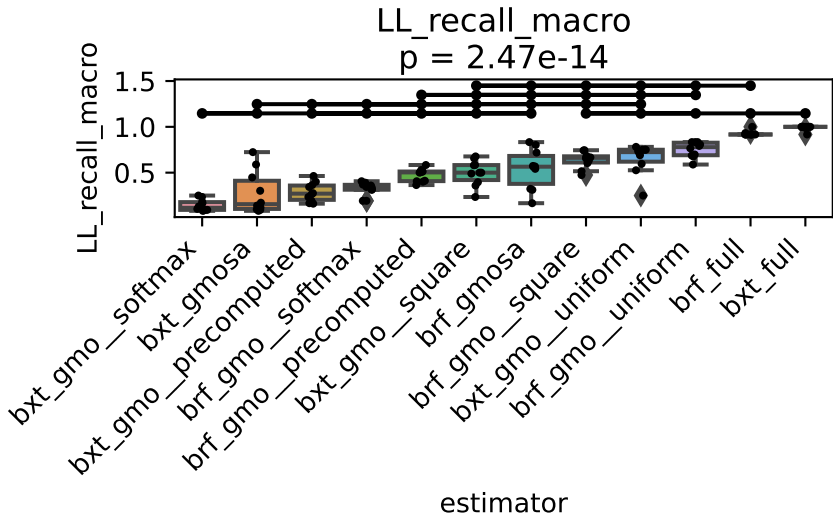 LL_recall_macro
p = 2.47e-14
LL_recall_macro
1.5
1.0
0.5
bxt_gmo__softmax
bxt_gmosa
bxt_gmo__precomputed
brf_gmo__softmax
brf_gmo__precomputed
bxt_gmo__square
brf_gmosa
brf_gmo__square
bxt_gmo__uniform
brf_gmo__uniform
brf_full
bxt_full
estimator